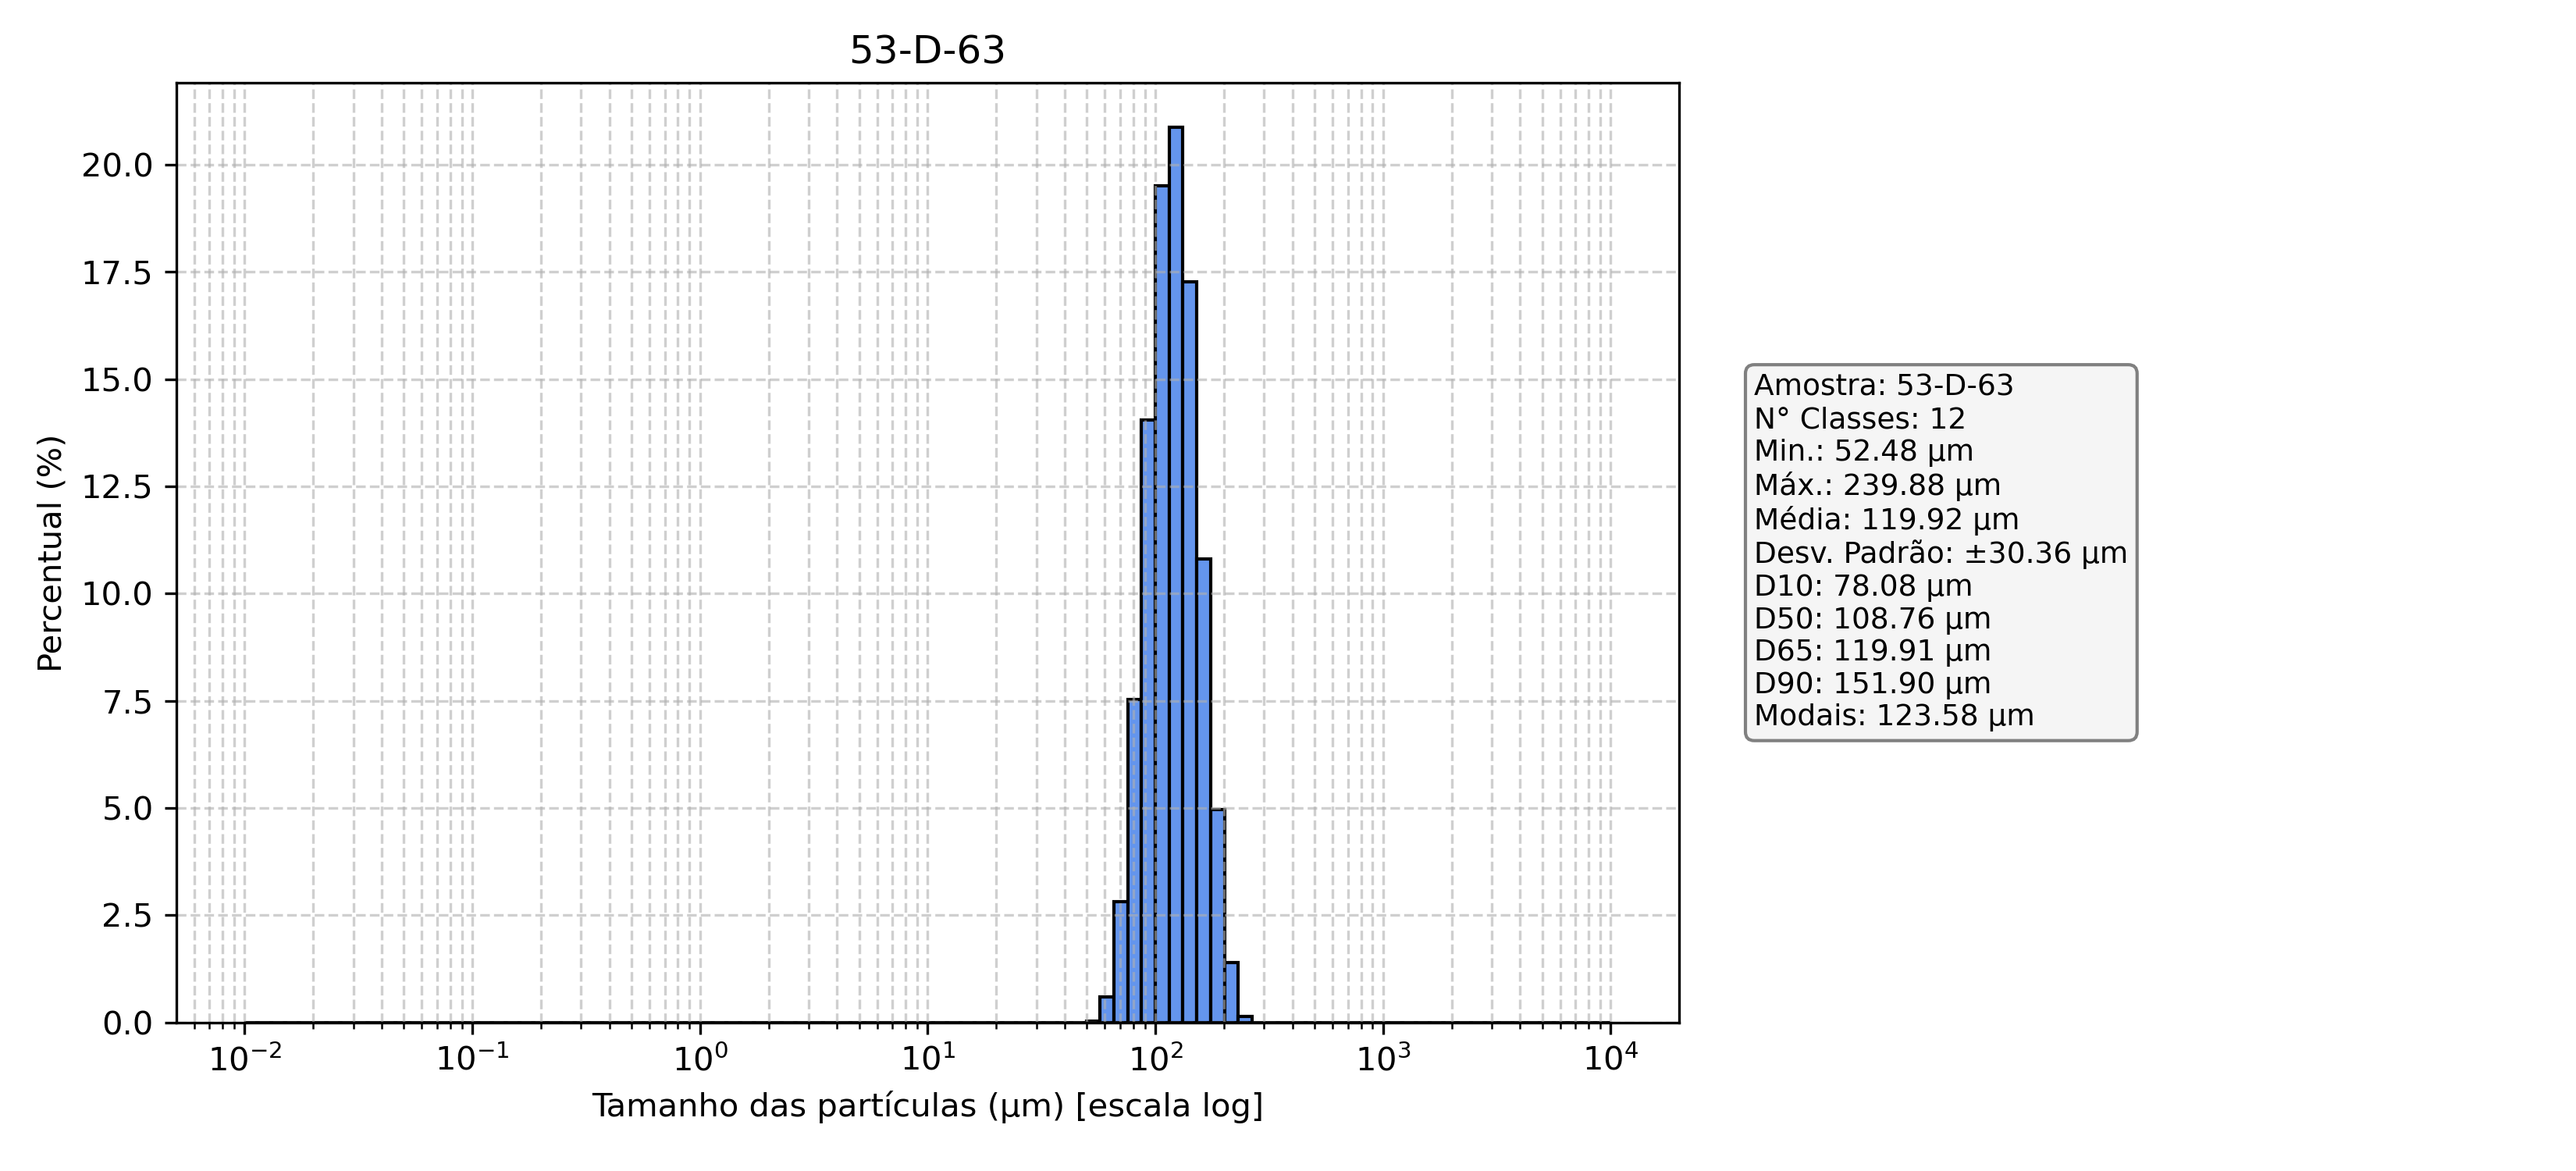 53-D-63
20.0
17.5
15.0
12.5
10.0
7.5
5.0
2.5
0.0
Percentual (%)
10⁻² 10⁻¹ 10⁰ 10¹ 10² 10³ 10⁴
Tamanho das partículas (µm) [escala log]
Amostra: 53-D-63
N° Classes: 12
Min.: 52.48 µm
Máx.: 239.88 µm
Média: 119.92 µm
Desv. Padrão: ±30.36 µm
D10: 78.08 µm
D50: 108.76 µm
D65: 119.91 µm
D90: 151.90 µm
Modais: 123.58 µm